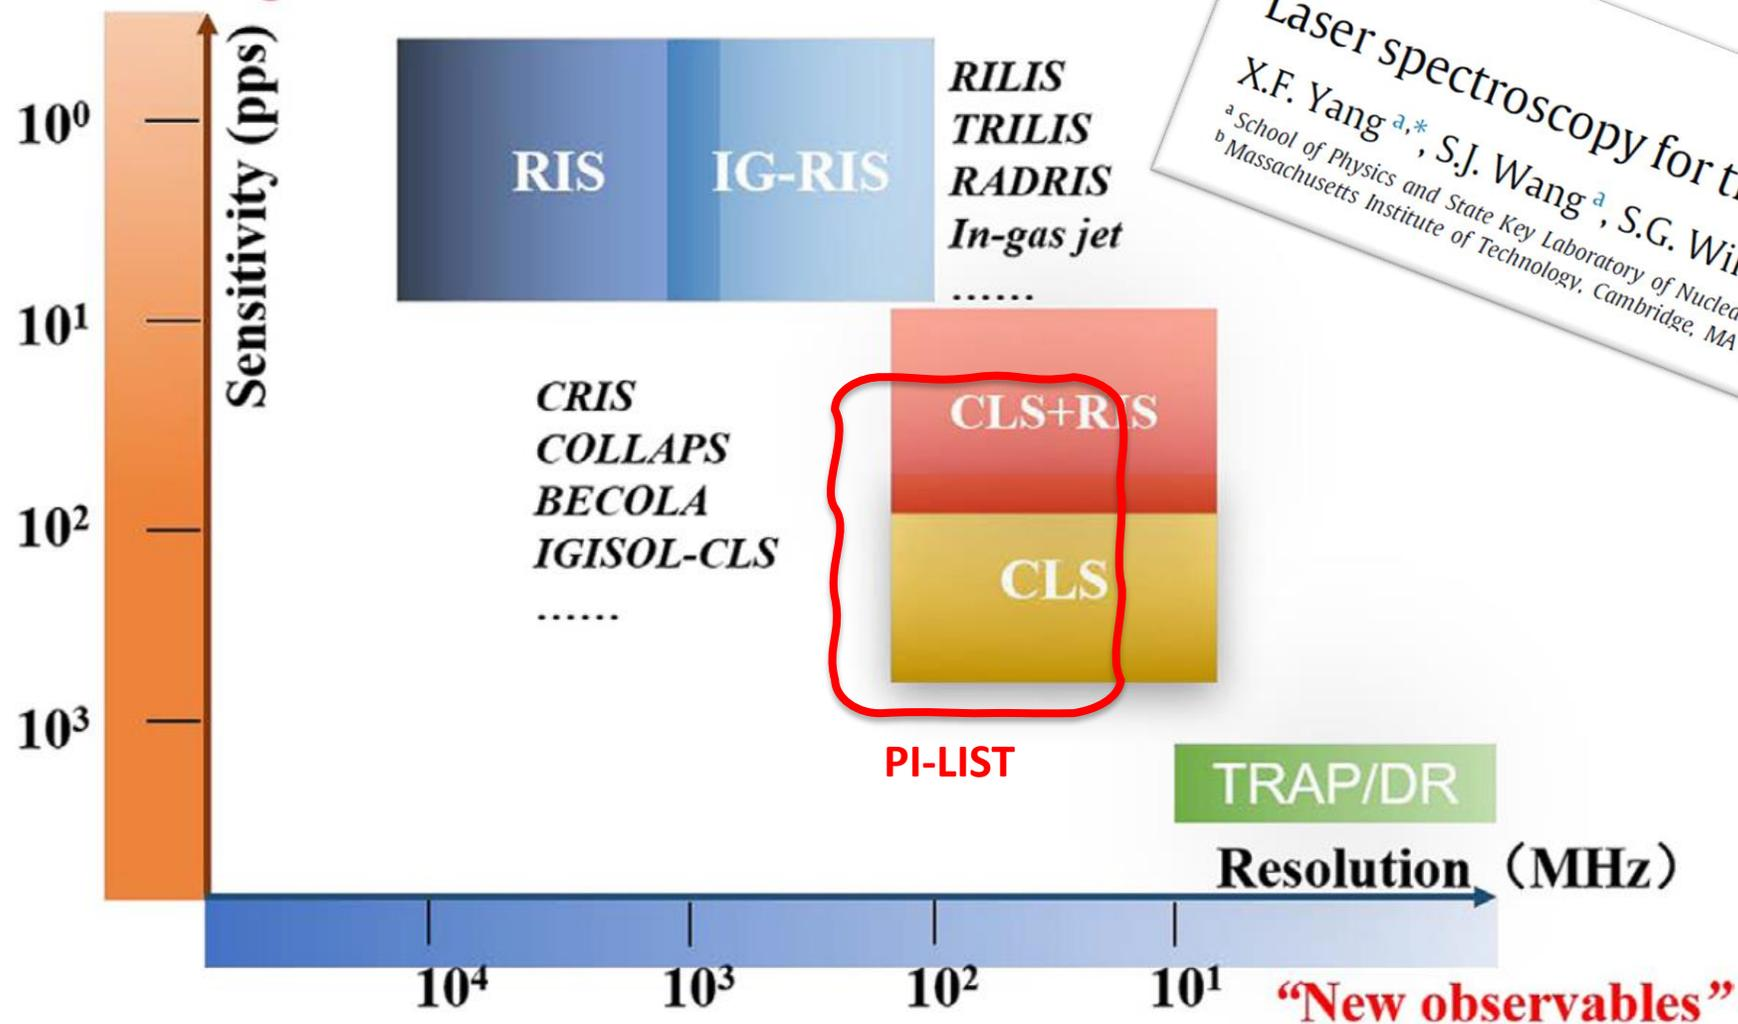 Sensitivity (pps)
10⁰
10¹
10²
10³
RIS
IG-RIS
RILIS
TRILIS
RADRIS
In-gas jet
......
Laser spectroscopy for
X.F. Yang a,*, S.J. Wang a, S.G.
a School of Physics and State Key Laboratory of
b Massachusetts Institute of Technology, Cambridge, MA
CRIS
COLLAPS
BECOLA
IGISOL-CLS
......
CLS+RIS
CLS
PI-LIST
TRAP/DR
Resolution (MHz)
10⁴
10³
10²
10¹
“New observables”